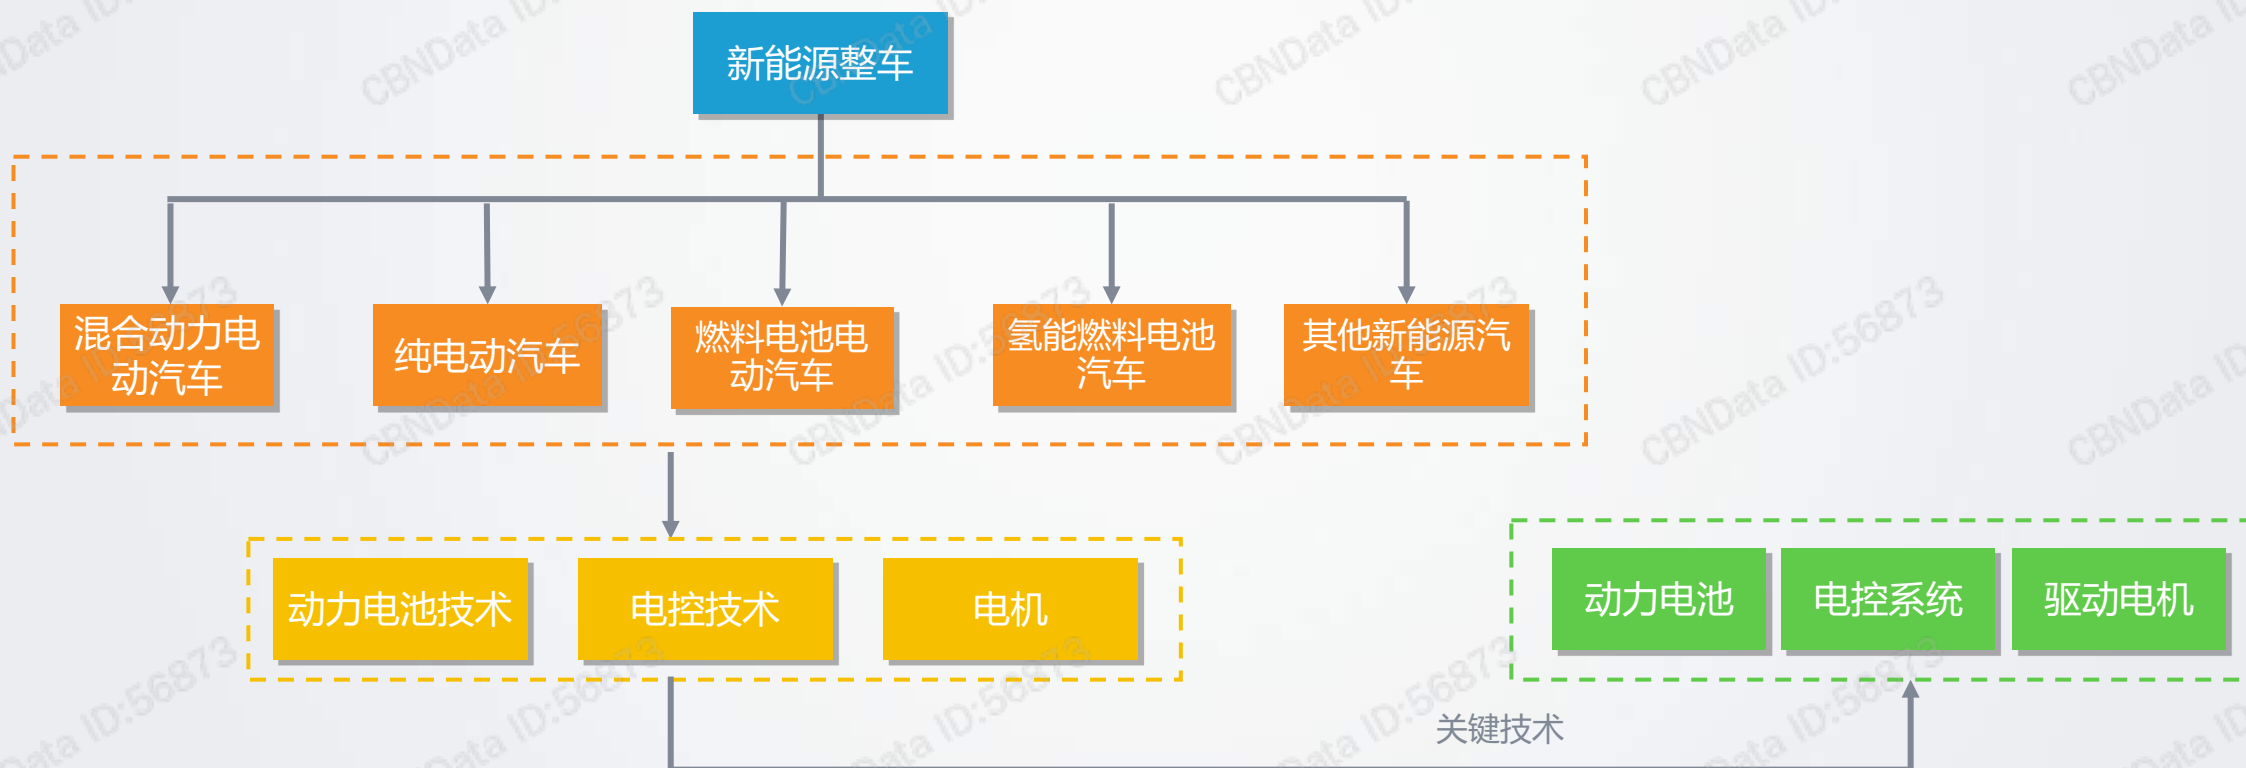 新能源整车
混合动力电
动汽车
纯电动汽车
燃料电池电
动汽车
氢能燃料电池
汽车
其他新能源汽
车
动力电池技术
电控技术
电机
动力电池
电控系统
驱动电机
关键技术
CBNData ID:56873